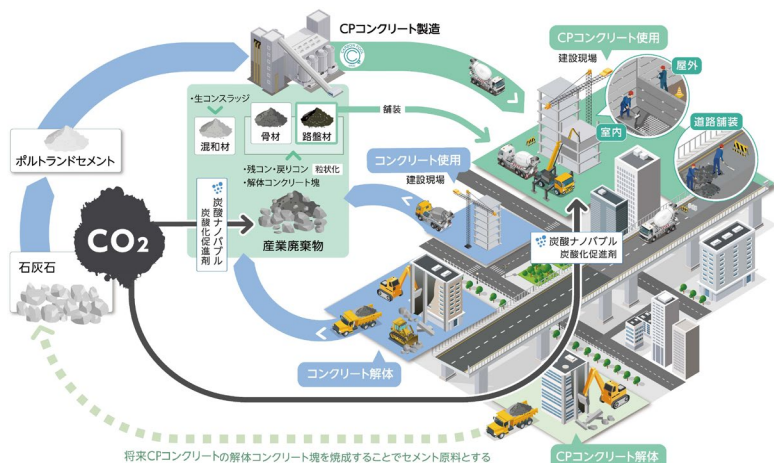 CPコンクリート製造
CPコンクリート使用
建設現場
屋外
室内
道路舗装
・生コンスラッジ
混和材
骨材
路盤材
舗装
・残コン・戻りコン 粒状化
・解体コンクリート塊
産業廃棄物
コンクリート使用
建設現場
ポルトランドセメント
CO2
炭酸ナノバブル
炭酸化促進剤
炭酸ナノバブル
炭酸化促進剤
石灰石
コンクリート解体
CPコンクリート解体
将来CPコンクリートの解体コンクリート塊を焼成することでセメント原料とする